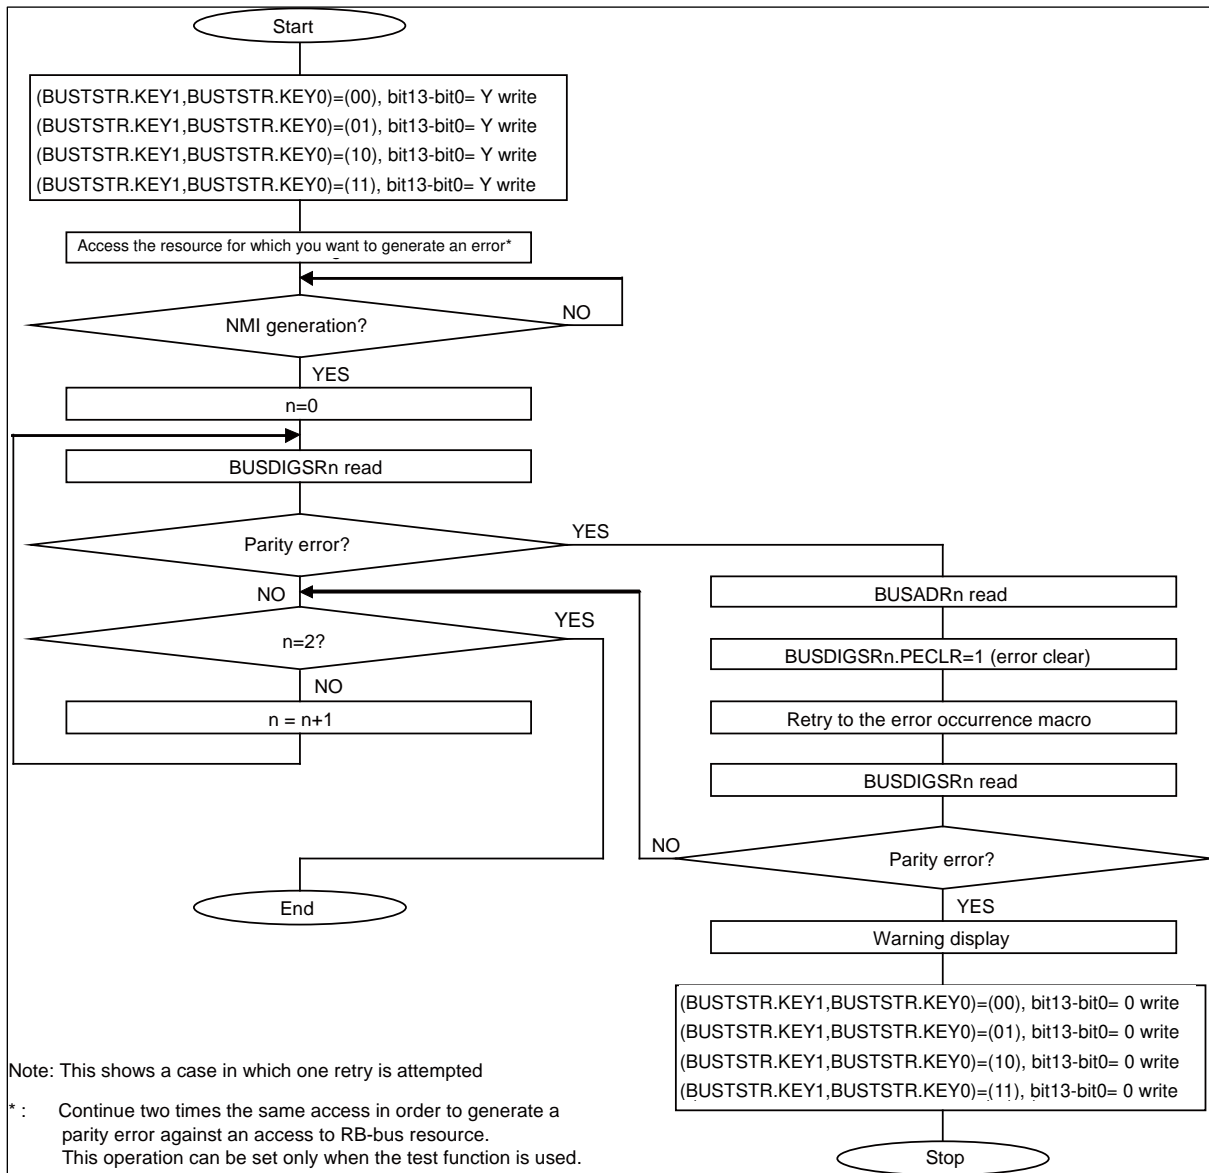 Start
(BUSTSTR.KEY1,BUSTSTR.KEY0)=(00), bit13-bit0= Y write
(BUSTSTR.KEY1,BUSTSTR.KEY0)=(01), bit13-bit0= Y write
(BUSTSTR.KEY1,BUSTSTR.KEY0)=(10), bit13-bit0= Y write
(BUSTSTR.KEY1,BUSTSTR.KEY0)=(11), bit13-bit0= Y write
Access the resource for which you want to generate an error*
NMI generation?
NO
YES
n=0
BUSDIGSRn read
Parity error?
YES
NO
n=2?
YES
NO
n = n+1
End
BUSADRn read
BUSDIGSRn.PECLR=1 (error clear)
Retry to the error occurrence macro
BUSDIGSRn read
NO
Parity error?
YES
Warning display
(BUSTSTR.KEY1,BUSTSTR.KEY0)=(00), bit13-bit0= 0 write
(BUSTSTR.KEY1,BUSTSTR.KEY0)=(01), bit13-bit0= 0 write
(BUSTSTR.KEY1,BUSTSTR.KEY0)=(10), bit13-bit0= 0 write
(BUSTSTR.KEY1,BUSTSTR.KEY0)=(11), bit13-bit0= 0 write
Stop
Note: This shows a case in which one retry is attempted
* : Continue two times the same access in order to generate a
parity error against an access to RB-bus resource.
This operation can be set only when the test function is used.